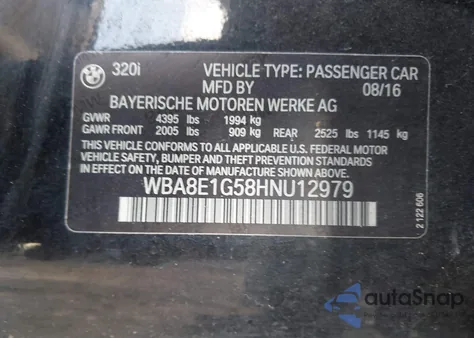 BMW
320i VEHICLE TYPE: PASSENGER CAR
MFD BY 08/16
BAYERISCHE MOTOREN WERKE AG
GVWR 4395 lbs 1994 kg
GAWR FRONT 2005 lbs 909 kg REAR 2525 lbs 1145 kg
THIS VEHICLE CONFORMS TO ALL APPLICABLE U.S. FEDERAL MOTOR
VEHICLE SAFETY, BUMPER, AND THEFT PREVENTION STANDARDS IN
EFFECT ON THE DATE OF MANUFACTURE SHOWN ABOVE.
WBA8E1G58HNU12979
2 122 606
autoSnap